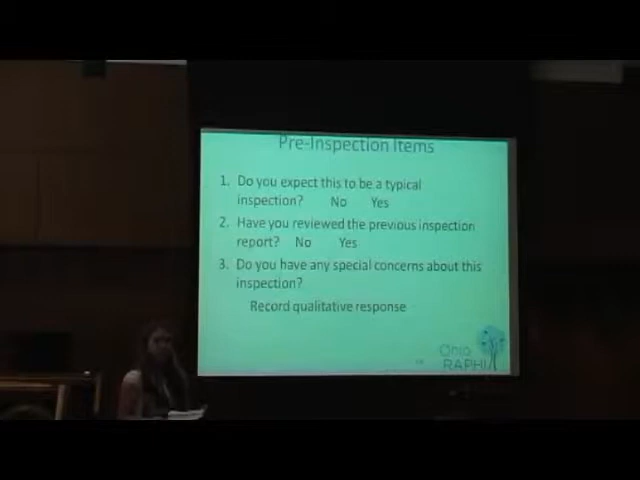 Pre-Inspection Items
1. Do you expect this to be a typical
inspection? No Yes
2. Have you reviewed the previous inspection
report? No Yes
3. Do you have any special concerns about this
inspection?
Record qualitative response
Ohio
RAPHI